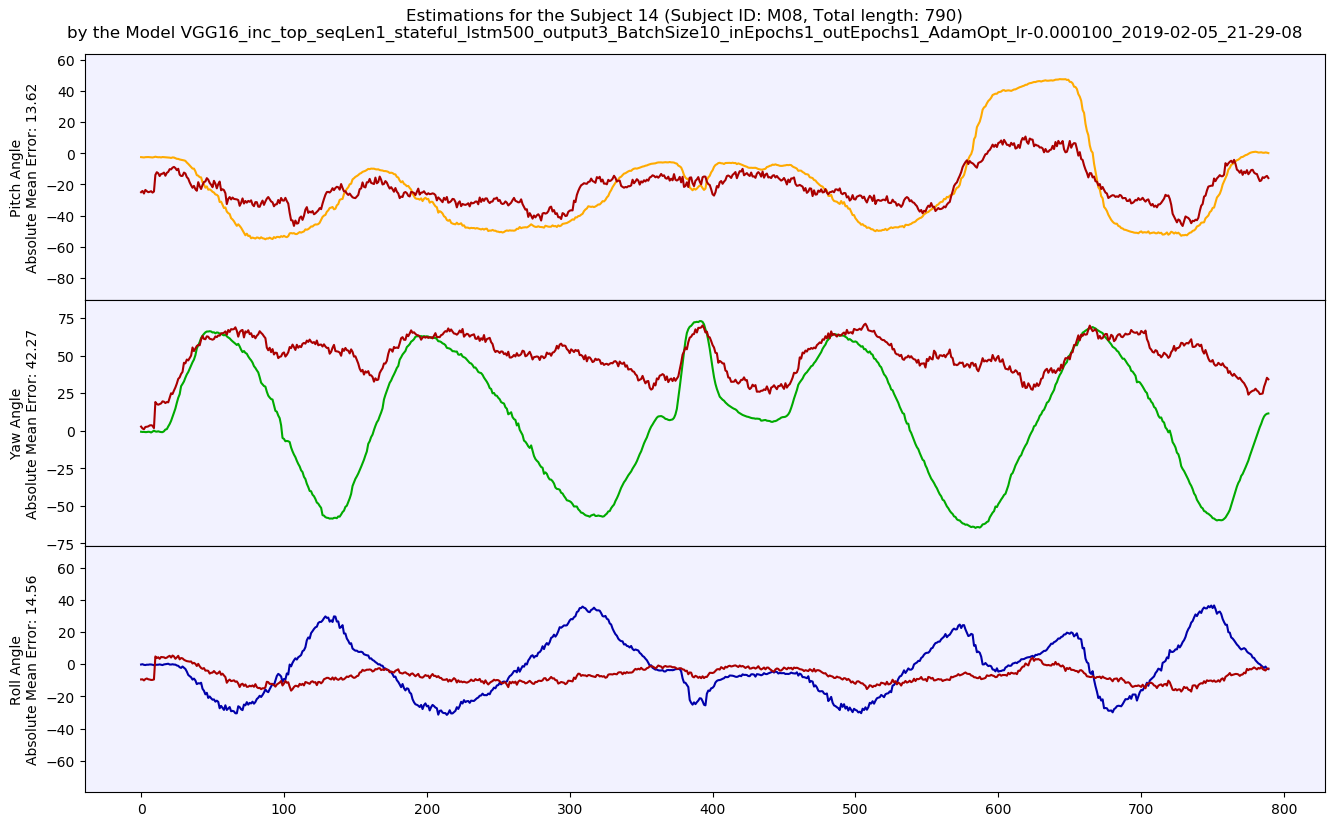 Estimations for the Subject 14 (Subject ID: M08, Total length: 790)
by the Model VGG16_inc_top_seqLen1_stateful_lstm500_output3_BatchSize10_inEpochs1_outEpochs1_AdamOpt_lr-0.000100_2019-02-05_21-29-08
Pitch Angle
Absolute Mean Error: 13.62
60
40
20
0
−20
−40
−60
−80
Yaw Angle
Absolute Mean Error: 42.27
75
50
25
0
−25
−50
−75
Roll Angle
Absolute Mean Error: 14.56
60
40
20
0
−20
−40
−60
0 100 200 300 400 500 600 700 800